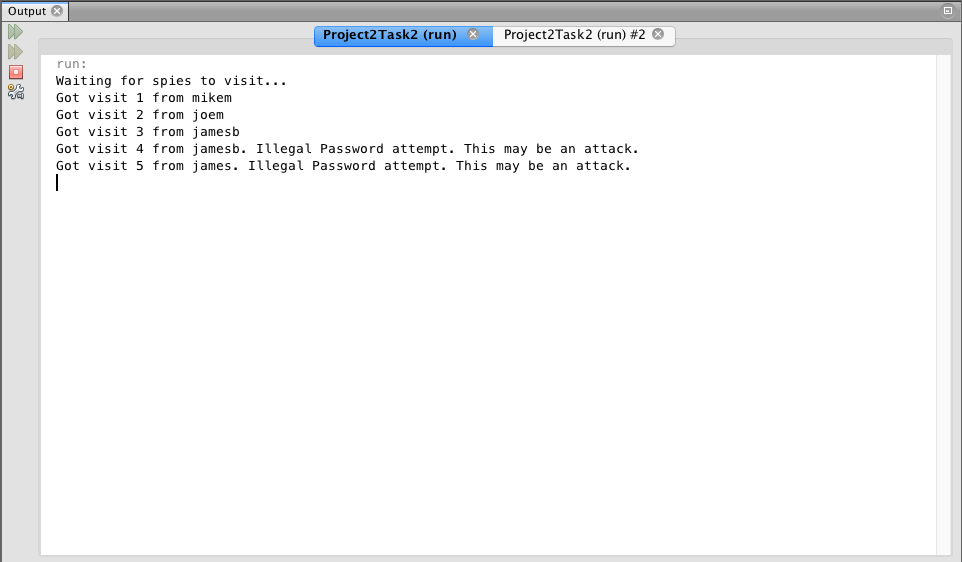 Output
Project2Task2 (run) Project2Task2 (run) #2
run:
Waiting for spies to visit...
Got visit 1 from mikem
Got visit 2 from joem
Got visit 3 from jamesb
Got visit 4 from jamesb. Illegal Password attempt. This may be an attack.
Got visit 5 from james. Illegal Password attempt. This may be an attack.